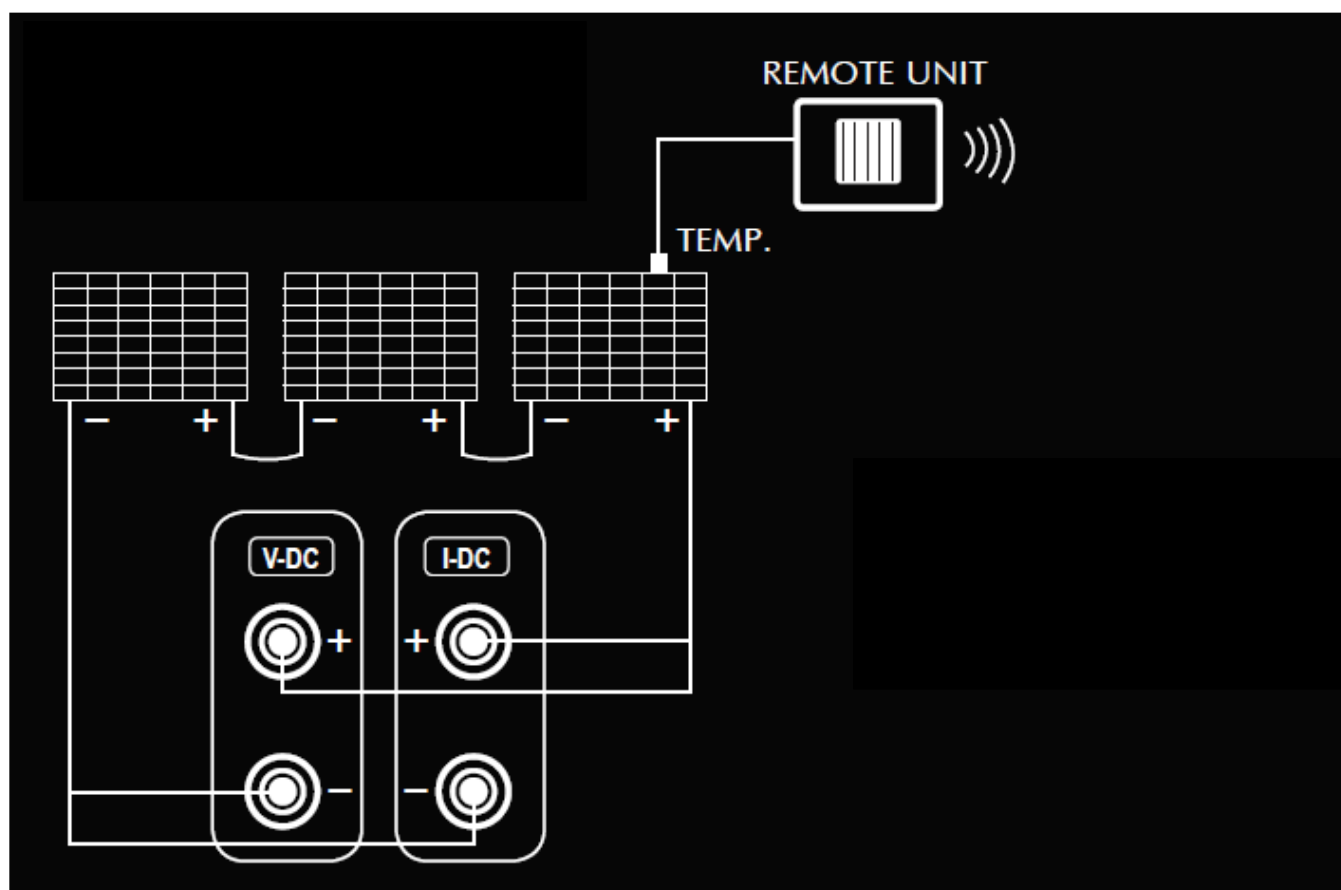 REMOTE UNIT
TEMP.
− + − + − +
V-DC I-DC
+ +
− −